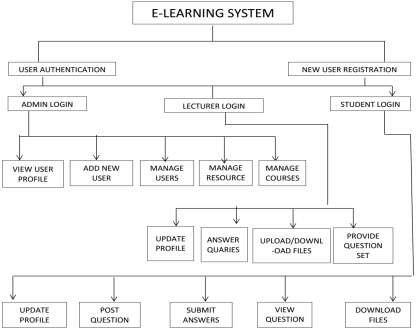 E-LEARNING SYSTEM
USER AUTHENTICATION
NEW USER REGISTRATION
ADMIN LOGIN
LECTURER LOGIN
STUDENT LOGIN
VIEW USER
PROFILE
ADD NEW
USER
MANAGE
USERS
MANAGE
RESOURCE
MANAGE
COURSES
UPDATE
PROFILE
ANSWER
QUARIES
UPLOAD/DOWNL
-OAD FILES
PROVIDE
QUESTION
SET
UPDATE
PROFILE
POST
QUESTION
SUBMIT
ANSWERS
VIEW
QUESTION
DOWNLOAD
FILES